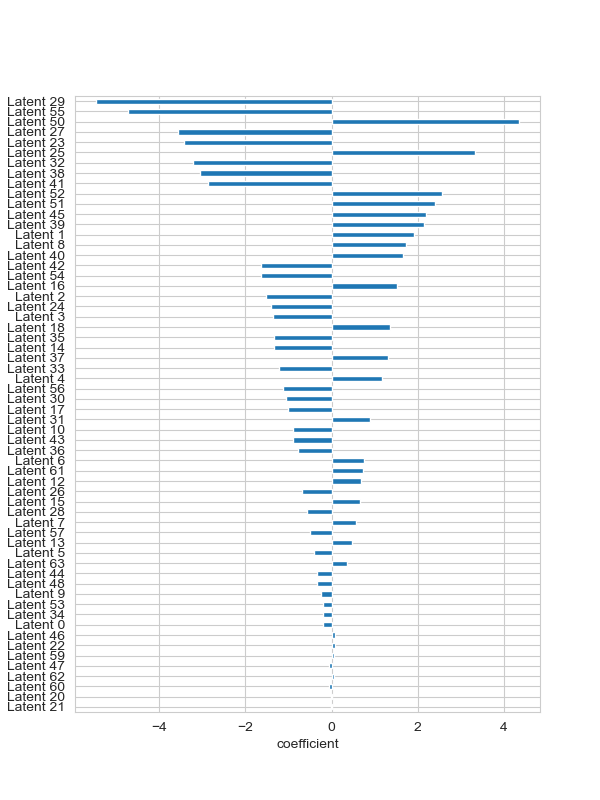 Latent 29
Latent 55
Latent 50
Latent 27
Latent 23
Latent 25
Latent 32
Latent 38
Latent 41
Latent 52
Latent 51
Latent 45
Latent 39
Latent 1
Latent 8
Latent 40
Latent 42
Latent 54
Latent 16
Latent 2
Latent 24
Latent 3
Latent 18
Latent 35
Latent 14
Latent 37
Latent 33
Latent 4
Latent 56
Latent 30
Latent 17
Latent 31
Latent 10
Latent 43
Latent 36
Latent 6
Latent 61
Latent 12
Latent 26
Latent 15
Latent 28
Latent 7
Latent 57
Latent 13
Latent 5
Latent 63
Latent 44
Latent 48
Latent 9
Latent 53
Latent 34
Latent 0
Latent 46
Latent 22
Latent 59
Latent 47
Latent 62
Latent 60
Latent 20
Latent 21
−4 −2 0 2 4
coefficient